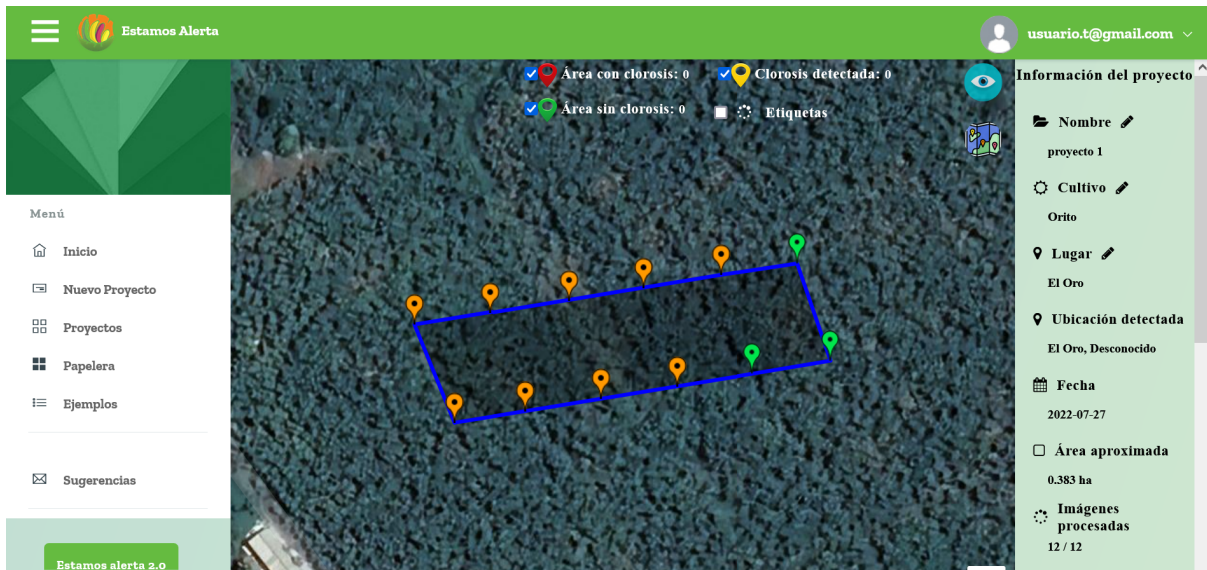 Estamos Alerta
usuario.t@gmail.com
Menú
Inicio
Nuevo Proyecto
Proyectos
Papelera
Ejemplos
Sugerencias
Estamos alerta 2.0
Área con clorosis: 0
Clorosis detectada: 0
Área sin clorosis: 0
Etiquetas
Información del proyecto
Nombre
proyecto 1
Cultivo
Orito
Lugar
El Oro
Ubicación detectada
El Oro, Desconocido
Fecha
2022-07-27
Área aproximada
0.383 ha
Imágenes
procesadas
12 / 12